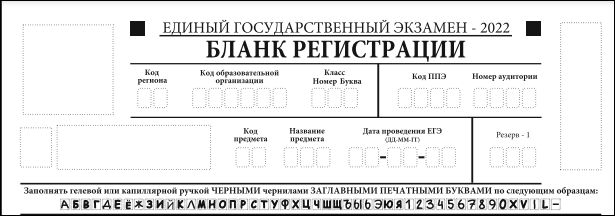 ЕДИНЫЙ ГОСУДАРСТВЕННЫЙ ЭКЗАМЕН - 2022
БЛАНК РЕГИСТРАЦИИ
Код региона
Код образовательной организации
Класс
Номер Буква
Код ППЭ
Номер аудитории
Код предмета
Название предмета
Дата проведения ЕГЭ
(ДД-ММ-ГГ)
Резерв - 1
Заполнять гелевой или капиллярной ручкой ЧЕРНЫМИ чернилами ЗАГЛАВНЫМИ ПЕЧАТНЫМИ БУКВАМИ по следующим образцам:
АБВГДЕЁЖЗИЙКЛМНОПРСТУФХЦЧШЩЪЫЬЭЮЯ1234567890XVIL-